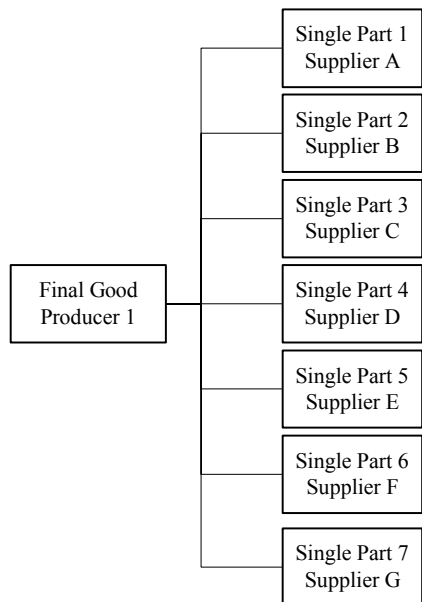 Single Part 1
Supplier A
Single Part 2
Supplier B
Single Part 3
Supplier C
Final Good
Producer 1
Single Part 4
Supplier D
Single Part 5
Supplier E
Single Part 6
Supplier F
Single Part 7
Supplier G